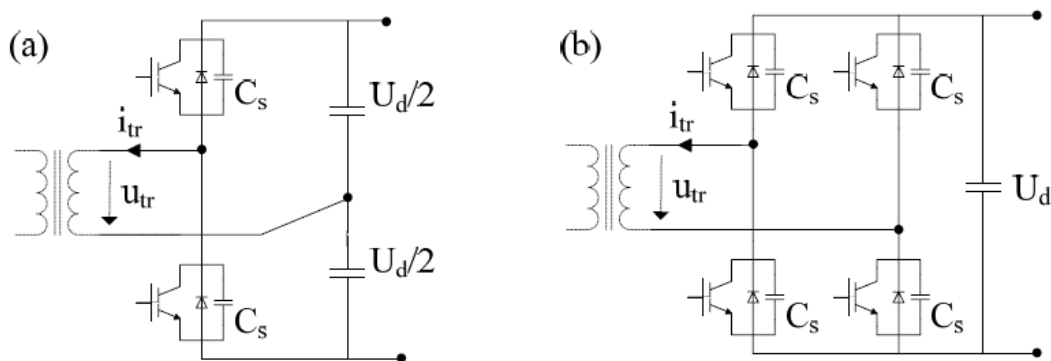 (a)
C_s
U_d/2
i_tr
u_tr
U_d/2
C_s
(b)
C_s
C_s
i_tr
u_tr
U_d
C_s
C_s